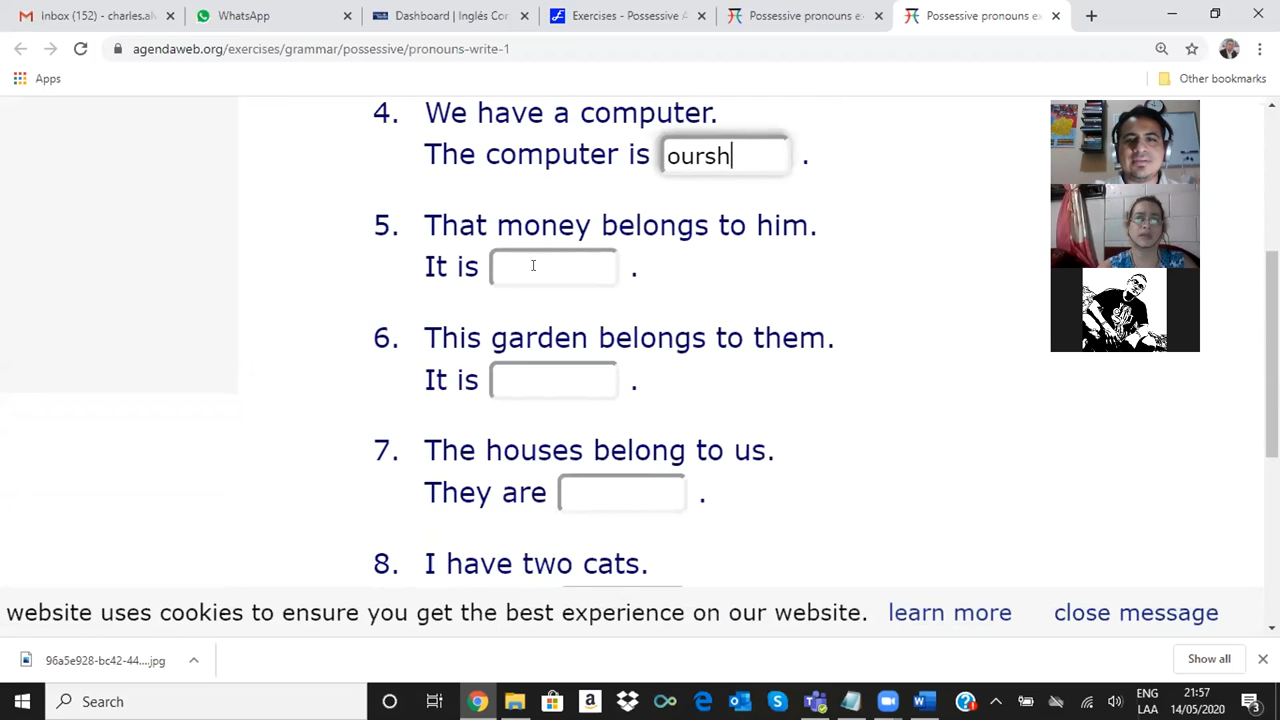 Inbox (152) - charles.al
WhatsApp
Dashboard | Inglés Con
Exercises - Possessive A
Possessive pronouns ex
Possessive pronouns ex
agendaweb.org/exercises/grammar/possessive/pronouns-write-1
Apps
Other bookmarks
4. We have a computer.
The computer is oursh .
5. That money belongs to him.
It is .
6. This garden belongs to them.
It is .
7. The houses belong to us.
They are .
8. I have two cats.
website uses cookies to ensure you get the best experience on our website. learn more close message
96a5e928-bc42-44....jpg
Show all
Search
ENG
LAA
21:57
14/05/2020
3